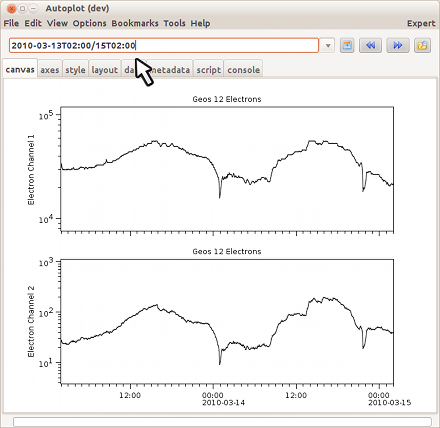 Autoplot (dev)
File Edit View Options Bookmarks Tools Help Expert
2010-03-13T02:00/15T02:00
canvas axes style layout metadata script console
Geos 12 Electrons
10^5
Electron Channel 1
10^4
Geos 12 Electrons
10^3
Electron Channel 2
10^2
10^1
12:00 00:00 12:00 00:00
2010-03-14 2010-03-15